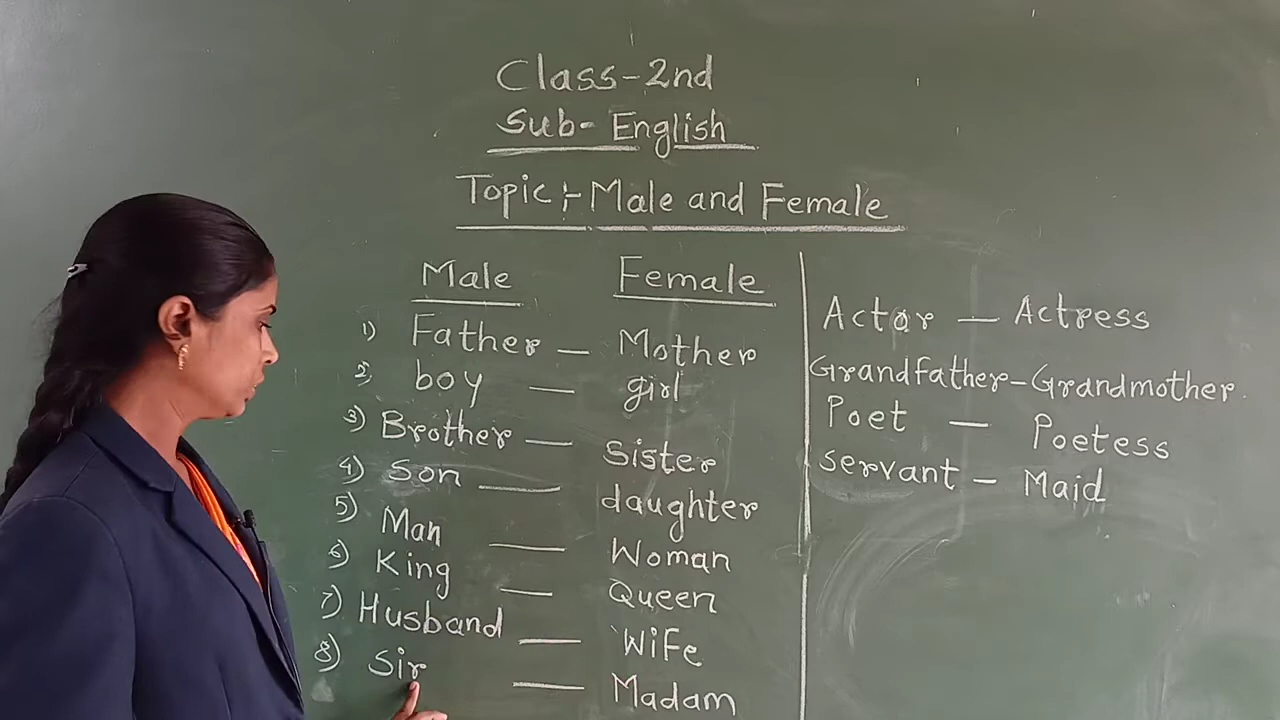 Class-2nd
Sub- English
Topic :- Male and Female
Male Female
1) Father — Mother
2) boy — girl
3) Brother — Sister
4) Son — daughter
5) Man — Woman
6) King — Queen
7) Husband — Wife
8) Sir — Madam
Actor — Actress
Grandfather - Grandmother.
Poet — Poetess
servant - Maid